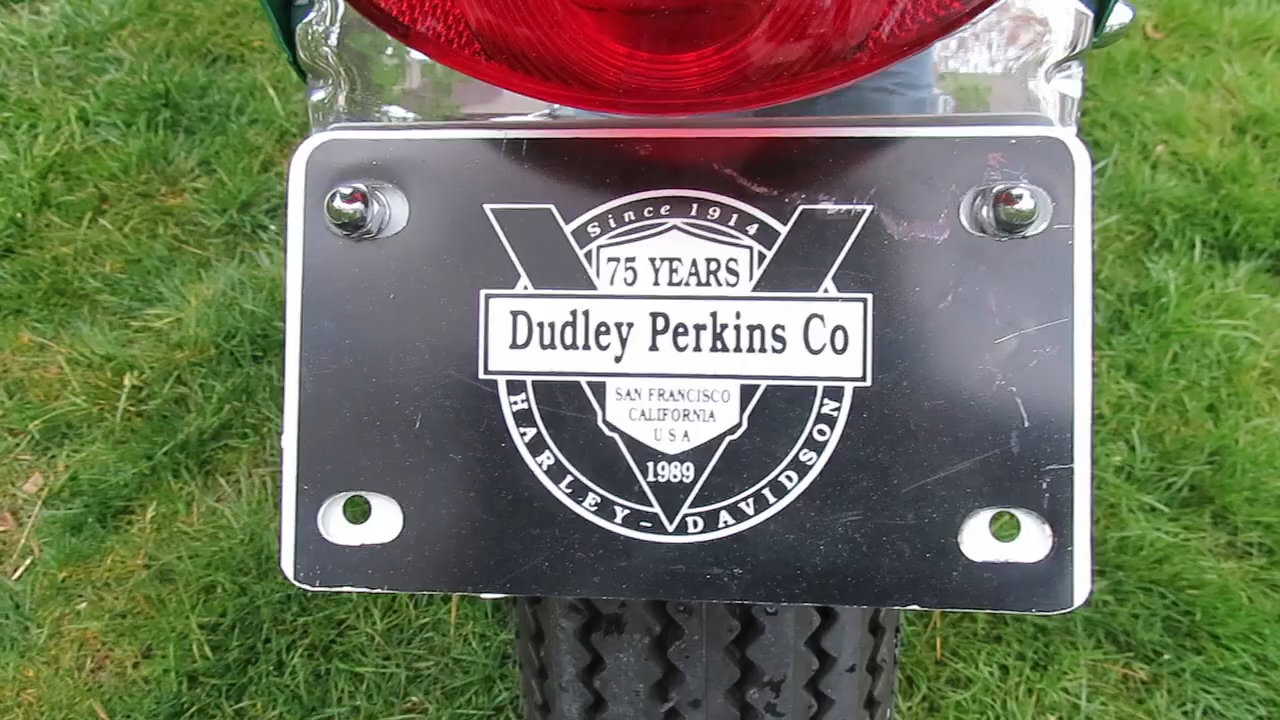 Since 1914
75 YEARS
Dudley Perkins Co
SAN FRANCISCO
CALIFORNIA
USA
1989
HARLEY-DAVIDSON